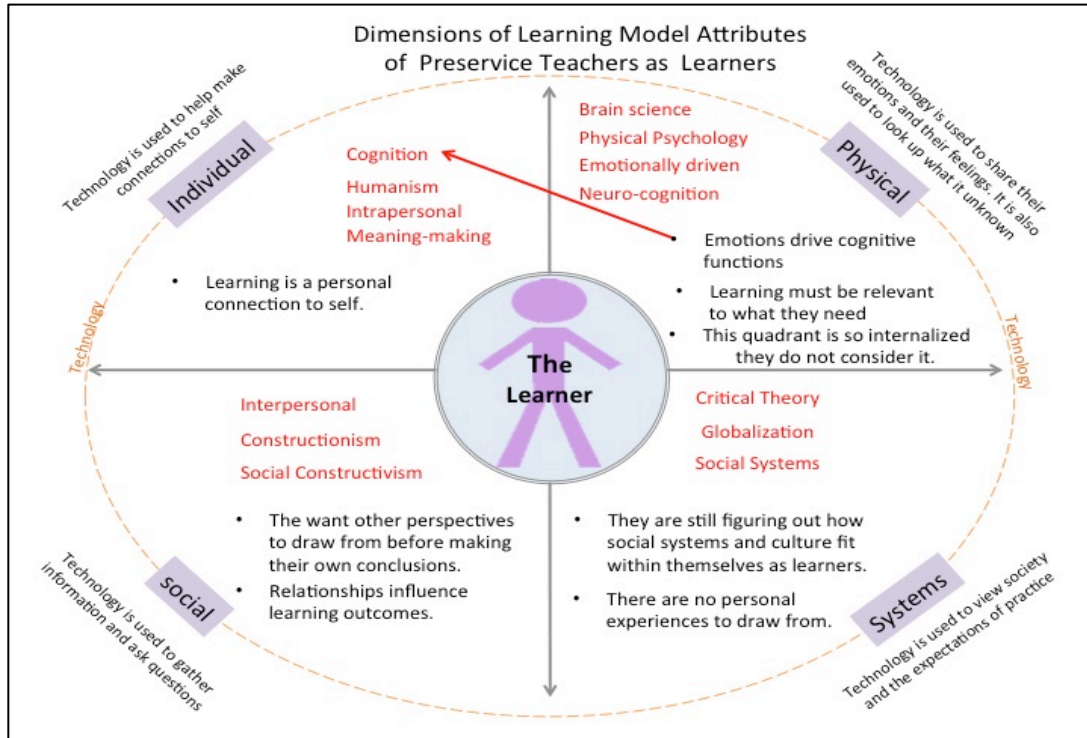 Dimensions of Learning Model Attributes
of Preservice Teachers as Learners
Technology is used to help make
connections to self
Individual
Cognition
Humanism
Intrapersonal
Meaning-making
• Learning is a personal
connection to self.
Brain science
Physical Psychology
Emotionally driven
Neuro-cognition
Physical
Technology is used to share their
emotions and their feelings. It is also
used to look up what it unknown
• Emotions drive cognitive
functions
• Learning must be relevant
to what they need
• This quadrant is so internalized
they do not consider it.
Technology
Technology
The
Learner
Interpersonal
Constructionism
Social Constructivism
• The want other perspectives
to draw from before making
their own conclusions.
• Relationships influence
learning outcomes.
social
Technology is used to gather
information and ask questions
Critical Theory
Globalization
Social Systems
• They are still figuring out how
social systems and culture fit
within themselves as learners.
• There are no personal
experiences to draw from.
Systems
Technology is used to view society
and the expectations of practice